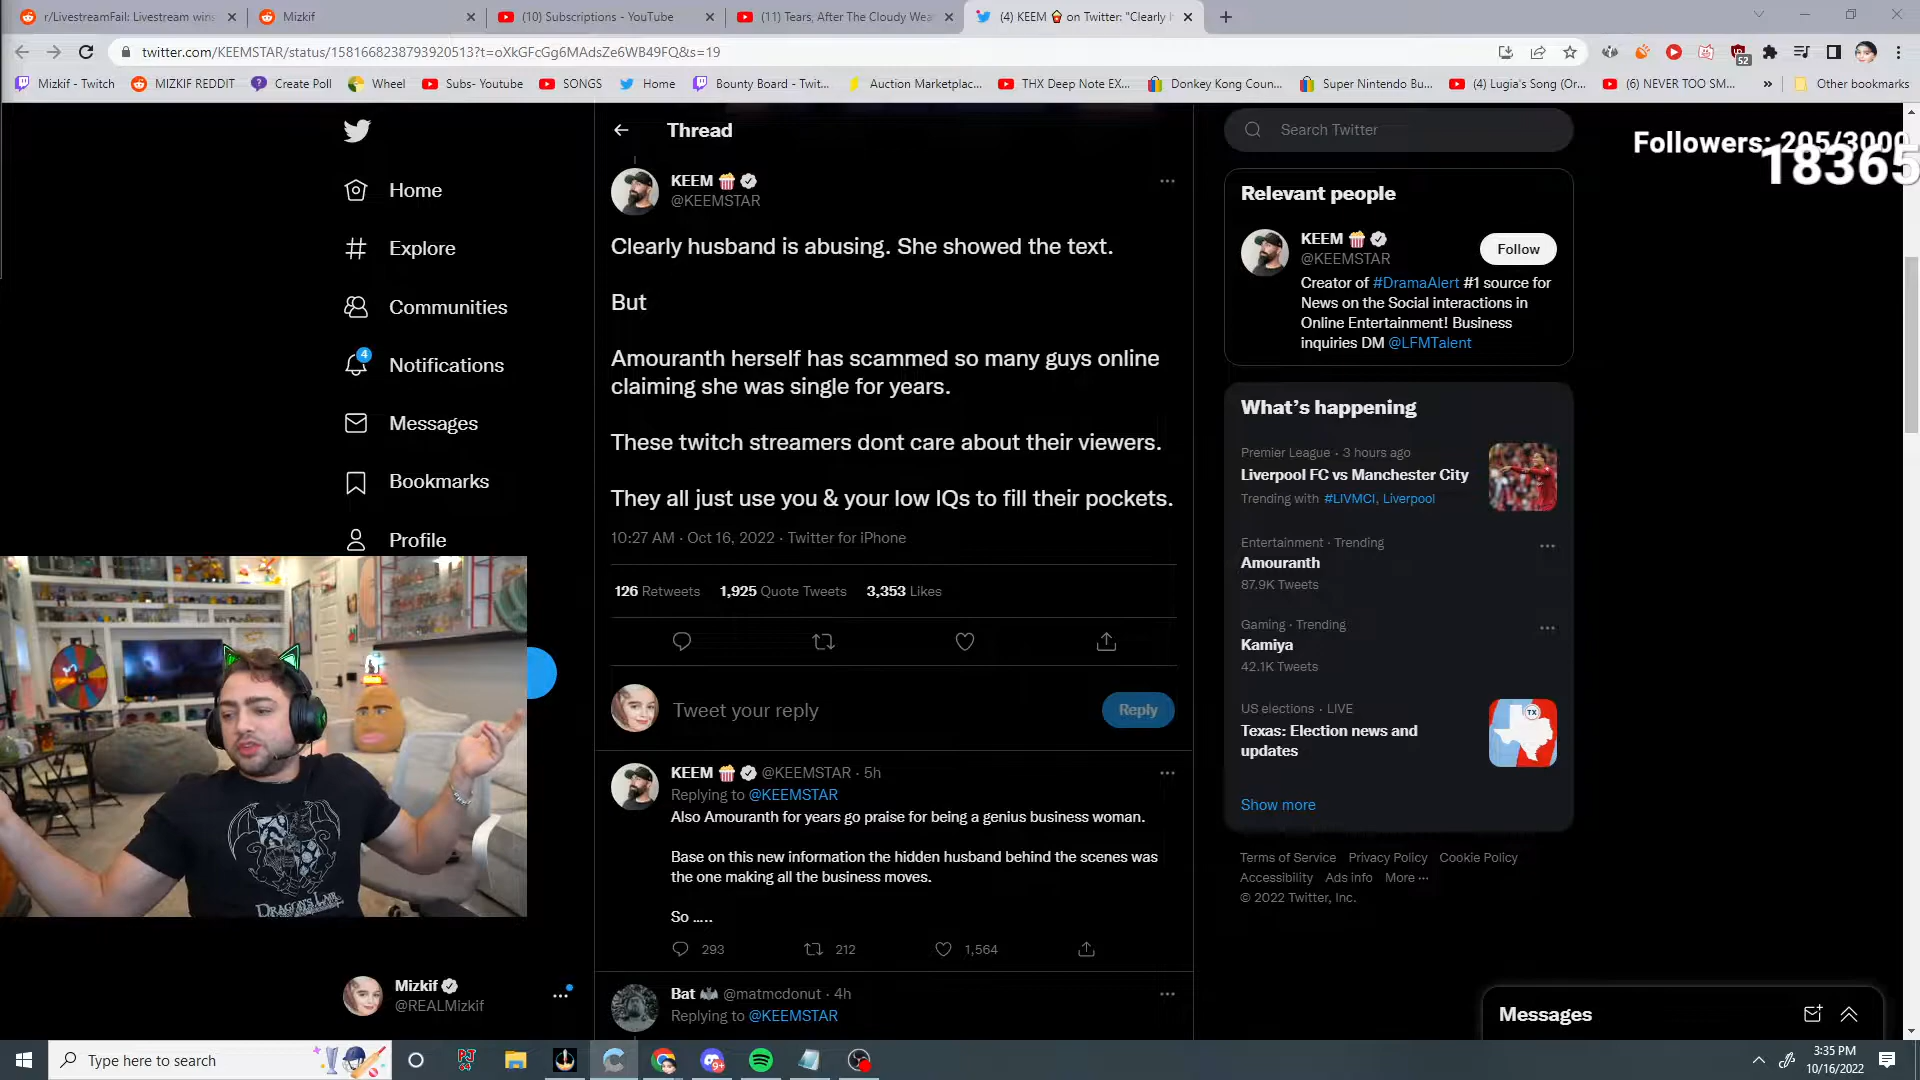 r/LivestreamFail: Livestream wins
Mizkif
(10) Subscriptions - YouTube
(11) Tears, After The Cloudy Wea
(4) KEEM 🍿 on Twitter: "Clearly h
twitter.com/KEEMSTAR/status/1581668238793920513?t=oXkGFcGg6MAdsZe6WB49FQ&s=19
52
Mizkif - Twitch
MIZKIF REDDIT
Create Poll
Wheel
Subs- Youtube
SONGS
Home
Bounty Board - Twit...
Auction Marketplac...
THX Deep Note EX...
Donkey Kong Coun...
Super Nintendo Bu...
(4) Lugia's Song (Or...
(6) NEVER TOO SM...
»
Other bookmarks
Home
Explore
Communities
4
Notifications
Messages
Bookmarks
Profile
Mizkif
@REALMizkif
Thread
KEEM 🍿
@KEEMSTAR
Clearly husband is abusing. She showed the text.
But
Amouranth herself has scammed so many guys online
claiming she was single for years.
These twitch streamers dont care about their viewers.
They all just use you & your low IQs to fill their pockets.
10:27 AM · Oct 16, 2022 · Twitter for iPhone
126 Retweets 1,925 Quote Tweets 3,353 Likes
Tweet your reply
Reply
KEEM 🍿 @KEEMSTAR · 5h
Replying to @KEEMSTAR
Also Amouranth for years go praise for being a genius business woman.
Base on this new information the hidden husband behind the scenes was
the one making all the business moves.
So .....
293 212 1,564
Bat 🦇 @matmcdonut · 4h
Replying to @KEEMSTAR
Search Twitter
Followers: 205/3000
18365
Relevant people
KEEM 🍿
@KEEMSTAR
Follow
Creator of #DramaAlert #1 source for
News on the Social interactions in
Online Entertainment! Business
inquiries DM @LFMTalent
What's happening
Premier League · 3 hours ago
Liverpool FC vs Manchester City
Trending with #LIVMCI, Liverpool
Entertainment · Trending
Amouranth
87.9K Tweets
Gaming · Trending
Kamiya
42.1K Tweets
US elections · LIVE
Texas: Election news and
updates
TX
Show more
Terms of Service Privacy Policy Cookie Policy
Accessibility Ads info More ···
© 2022 Twitter, Inc.
Messages
DRAGON'S LAIR
Type here to search
PJ
64
9+
3:35 PM
10/16/2022